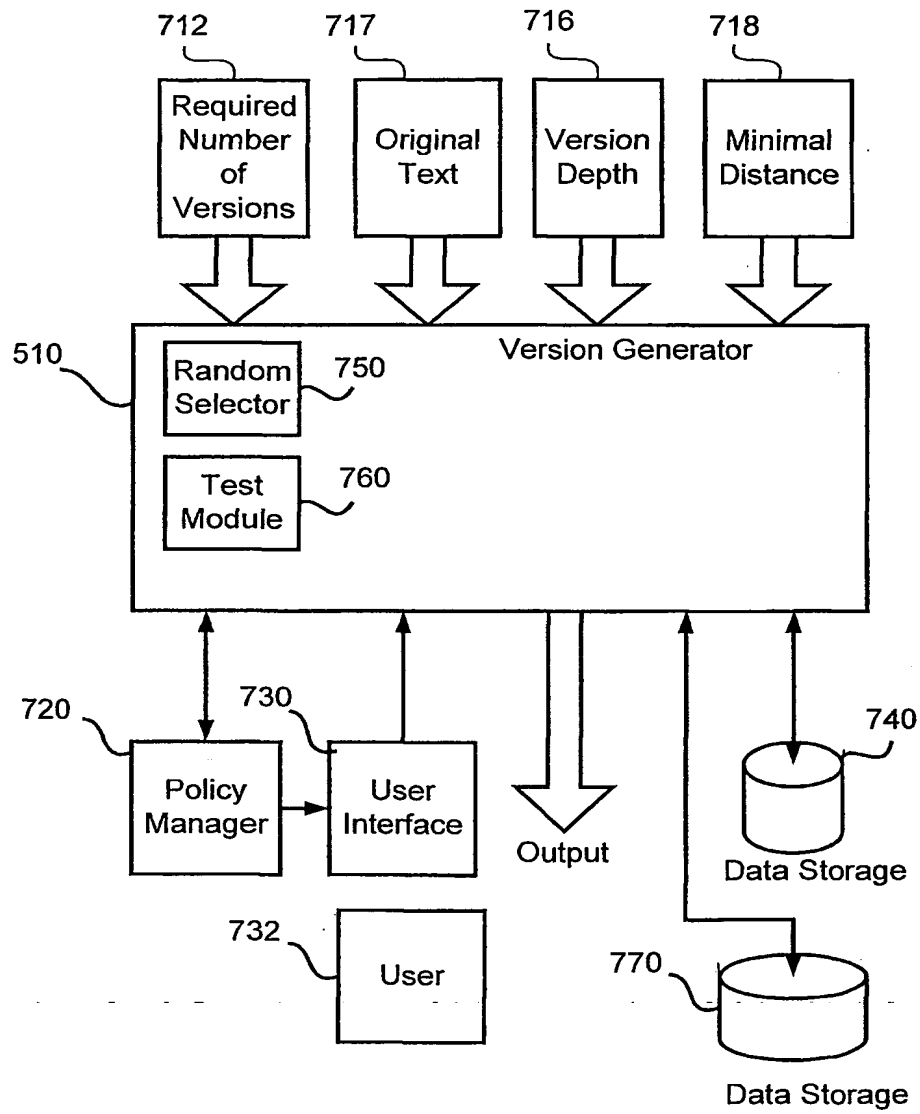 712
717
716
718
Required
Number
of
Versions
Original
Text
Version
Depth
Minimal
Distance
510
Version Generator
Random
Selector
750
Test
Module
760
720
730
740
Policy
Manager
User
Interface
Output
Data Storage
732
User
770
Data Storage